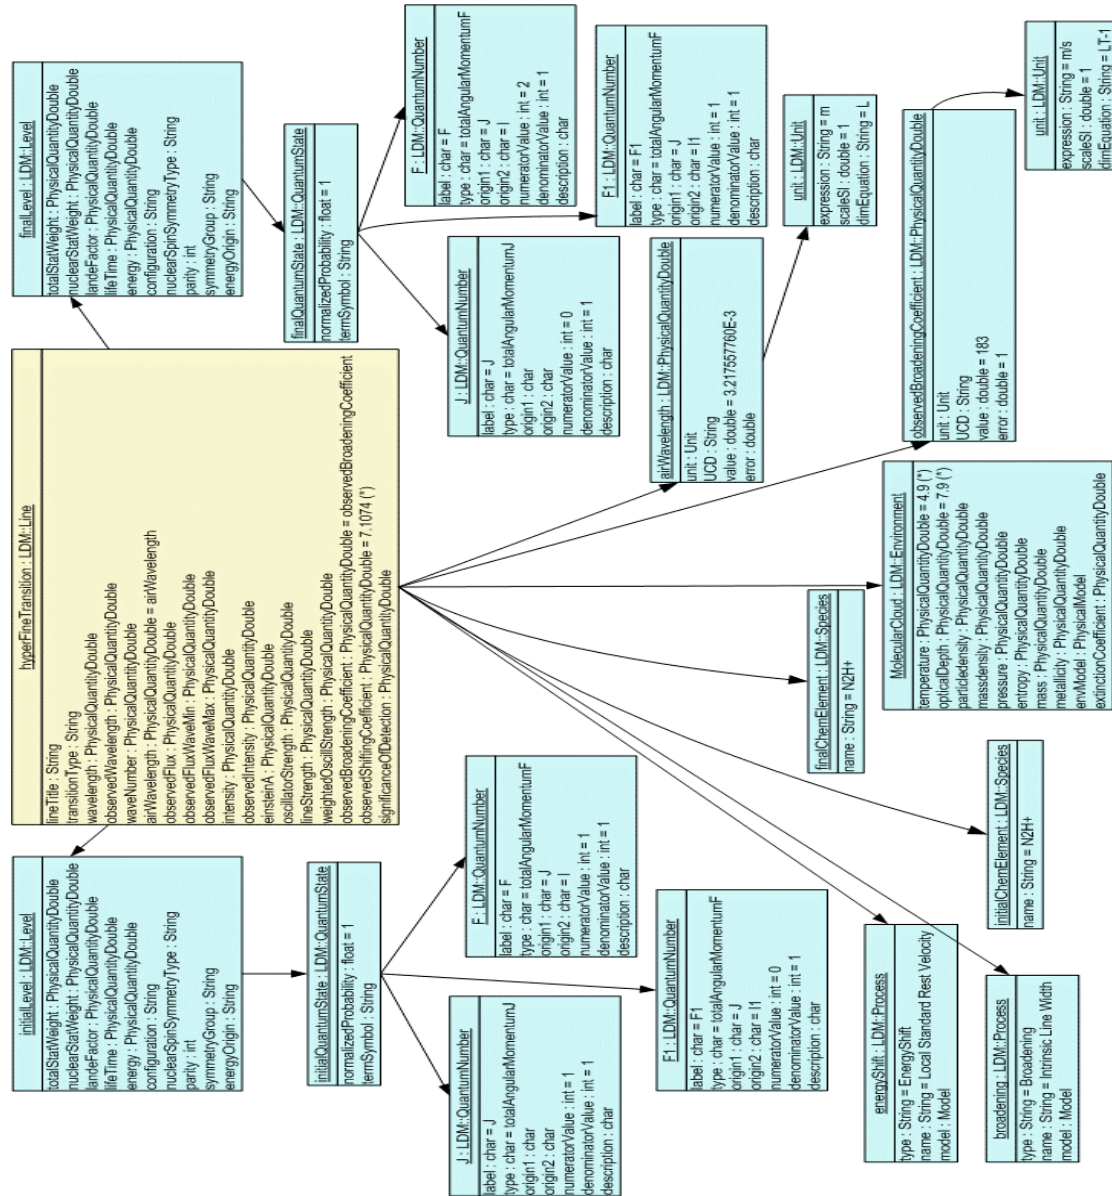 initialLevel : LDM::Level
totalStatWeight : PhysicalQuantityDouble
nuclearStatWeight : PhysicalQuantityDouble
landeFactor : PhysicalQuantityDouble
lifeTime : PhysicalQuantityDouble
energy : PhysicalQuantityDouble
configuration : String
nuclearSpinSymmetryType : String
parity : int
symmetryGroup : String
energyOrigin : String
hyperFineTransition : LDM::Line
lineTitle : String
transitionType : String
wavelength : PhysicalQuantityDouble
observedWavelength : PhysicalQuantityDouble
waveNumber : PhysicalQuantityDouble
airWavelength : PhysicalQuantityDouble = airWavelength
observedFlux : PhysicalQuantityDouble
observedFluxWaveMin : PhysicalQuantityDouble
observedFluxWaveMax : PhysicalQuantityDouble
intensity : PhysicalQuantityDouble
observedIntensity : PhysicalQuantityDouble
einsteinA : PhysicalQuantityDouble
oscillatorStrength : PhysicalQuantityDouble
lineStrength : PhysicalQuantityDouble
weightedOscillStrength : PhysicalQuantityDouble
observedBroadeningCoefficient : PhysicalQuantityDouble = observedBroadeningCoefficient
observedShiftingCoefficient : PhysicalQuantityDouble = 7.1074 (*)
significanceOfDetection : PhysicalQuantityDouble
finalLevel : LDM::Level
totalStatWeight : PhysicalQuantityDouble
nuclearStatWeight : PhysicalQuantityDouble
landeFactor : PhysicalQuantityDouble
lifeTime : PhysicalQuantityDouble
energy : PhysicalQuantityDouble
configuration : String
nuclearSpinSymmetryType : String
parity : int
symmetryGroup : String
energyOrigin : String
initialQuantumState : LDM::QuantumState
normalizedProbability : float = 1
termSymbol : String
finalQuantumState : LDM::QuantumState
normalizedProbability : float = 1
termSymbol : String
J : LDM::QuantumNumber
label : char = J
type : char = totalAngularMomentumJ
origin1 : char
origin2 : char
numeratorValue : int = 1
denominatorValue : int = 1
description : char
F : LDM::QuantumNumber
label : char = F
type : char = totalAngularMomentumF
origin1 : char = J
origin2 : char = I
numeratorValue : int = 1
denominatorValue : int = 1
description : char
J : LDM::QuantumNumber
label : char = J
type : char = totalAngularMomentumJ
origin1 : char
origin2 : char
numeratorValue : int = 0
denominatorValue : int = 1
description : char
F : LDM::QuantumNumber
label : char = F
type : char = totalAngularMomentumF
origin1 : char = J
origin2 : char = I
numeratorValue : int = 2
denominatorValue : int = 1
description : char
F1 : LDM::QuantumNumber
label : char = F1
type : char = totalAngularMomentumF
origin1 : char = J
origin2 : char = I1
numeratorValue : int = 0
denominatorValue : int = 1
description : char
F1 : LDM::QuantumNumber
label : char = F1
type : char = totalAngularMomentumF
origin1 : char = J
origin2 : char = I1
numeratorValue : int = 1
denominatorValue : int = 1
description : char
airWavelength : LDM::PhysicalQuantityDouble
unit : Unit
UCD : String
value : double = 3.217557760E-3
error : double
unit : LDM::Unit
expression : String = m
scaleSI : double = 1
dimEquation : String = L
energyShift : LDM::Process
type : String = EnergyShift
name : String = Local Standard Rest Velocity
model : Model
finalChemElement : LDM::Species
name : String = N2H+
MolecularCloud : LDM::Environment
temperature : PhysicalQuantityDouble = 4.9 (*)
opticalDepth : PhysicalQuantityDouble = 7.9 (*)
particledensity : PhysicalQuantityDouble
massdensity : PhysicalQuantityDouble
pressure : PhysicalQuantityDouble
entropy : PhysicalQuantityDouble
mass : PhysicalQuantityDouble
metallicity : PhysicalQuantityDouble
envModel : PhysicalModel
extinctionCoefficient : PhysicalQuantityDouble
observedBroadeningCoefficient : LDM::PhysicalQuantityDouble
unit : Unit
UCD : String
value : double = 183
error : double = 1
broadening : LDM::Process
type : String = Broadening
name : String = Intrinsic Line Width
model : Model
initialChemElement : LDM::Species
name : String = N2H+
unit : LDM::Unit
expression : String = m/s
scaleSI : double = 1
dimEquation : String = LT-1